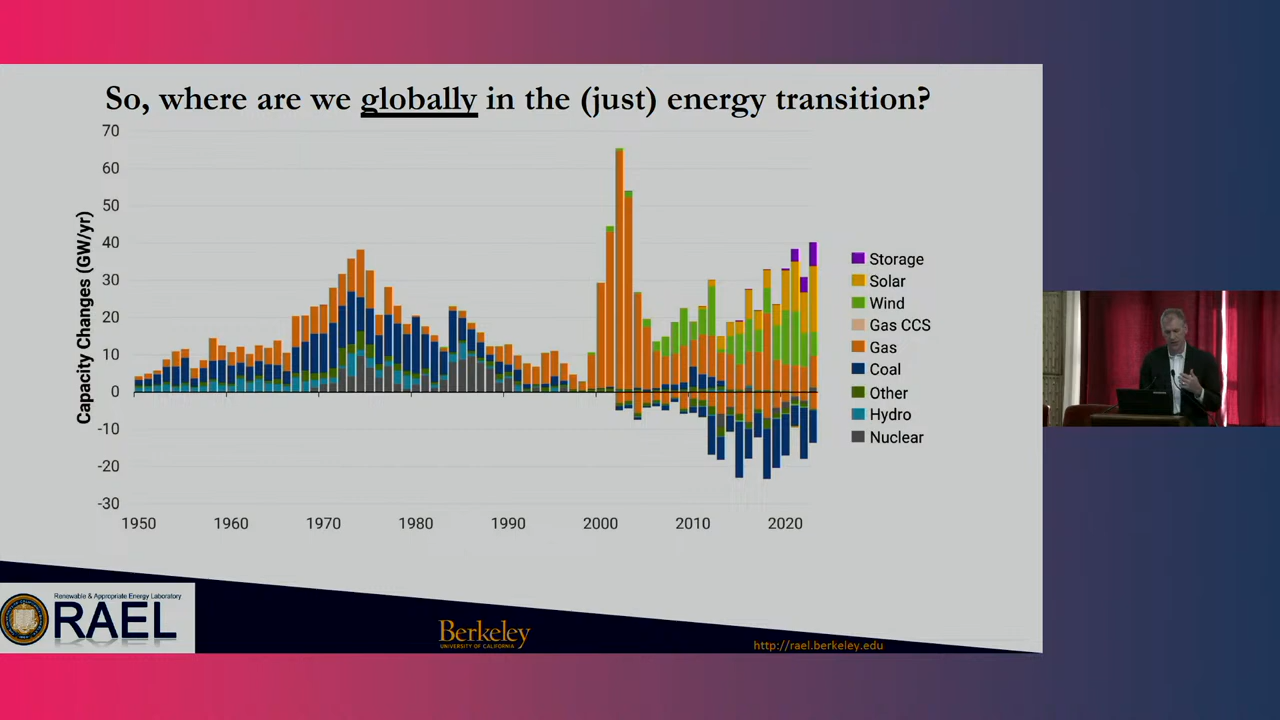 So, where are we globally in the (just) energy transition?
70
60
50
40
30
20
10
0
-10
-20
-30
Capacity Changes (GW/yr)
1950 1960 1970 1980 1990 2000 2010 2020
Storage
Solar
Wind
Gas CCS
Gas
Coal
Other
Hydro
Nuclear
Renewable & Appropriate Energy Laboratory
RAEL
Berkeley
UNIVERSITY OF CALIFORNIA
http://rael.berkeley.edu